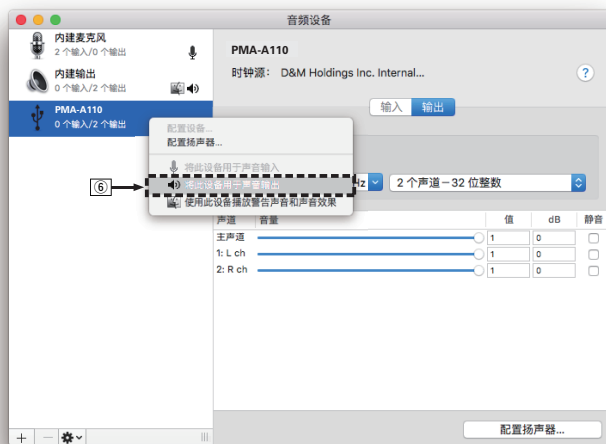 音频设备
内建麦克风
2 个输入/0 个输出
内建输出
0 个输入/2 个输出
PMA-A110
0 个输入/2 个输出
PMA-A110
时钟源： D&M Holdings Inc. Internal...
?
输入 输出
配置设备...
配置扬声器...
将此设备用于声音输入
⑥ 将此设备用于声音输出
使用此设备播放警告声音和声音效果
Hz 2 个声道－32 位整数
声道 音量 值 dB 静音
主声道 1 0
1: L ch 1 0
2: R ch 1 0
配置扬声器...